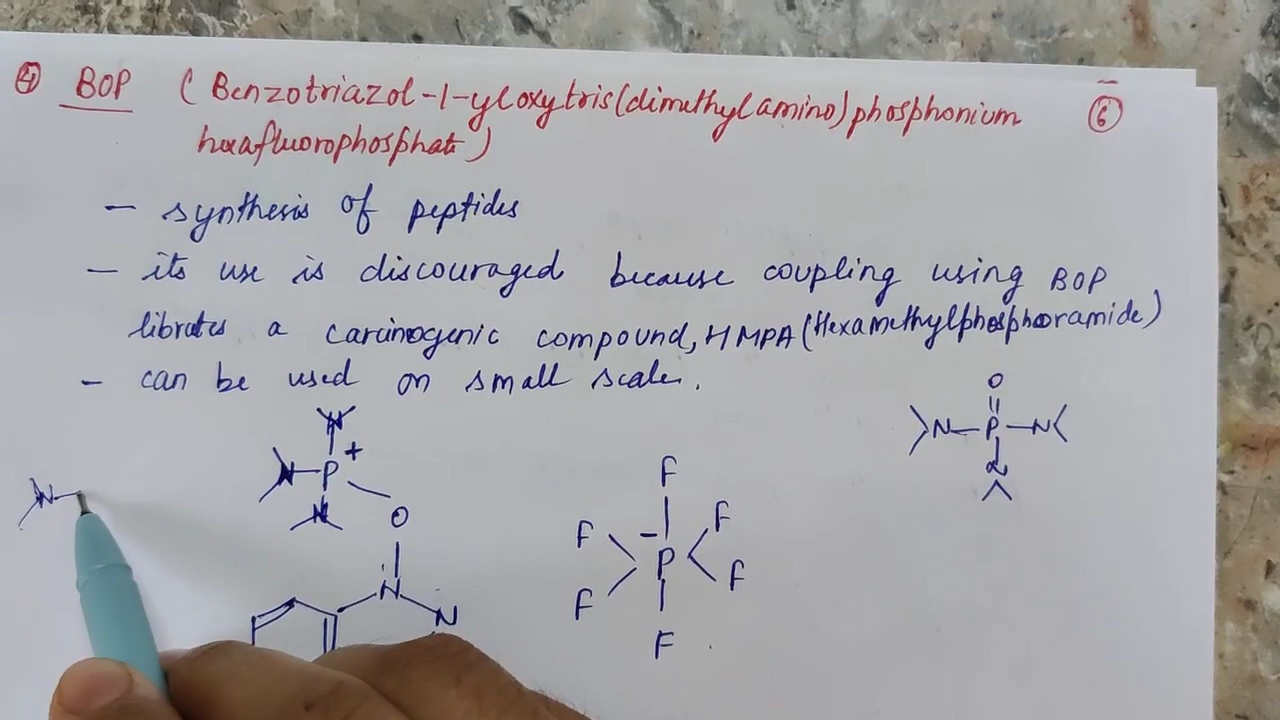 ④ BOP ( Benzotriazol-1-yloxytris(dimethylamino)phosphonium ⑥
hexafluorophosphate)
- synthesis of peptides
- its use is discouraged because coupling using BOP
librates a carcinogenic compound, HMPA (Hexamethylphosphoramide)
- can be used on small scale.
O
N-P-N
N
N
N-P+
N
O
N
N
F
F F
-P
F F
F
N-